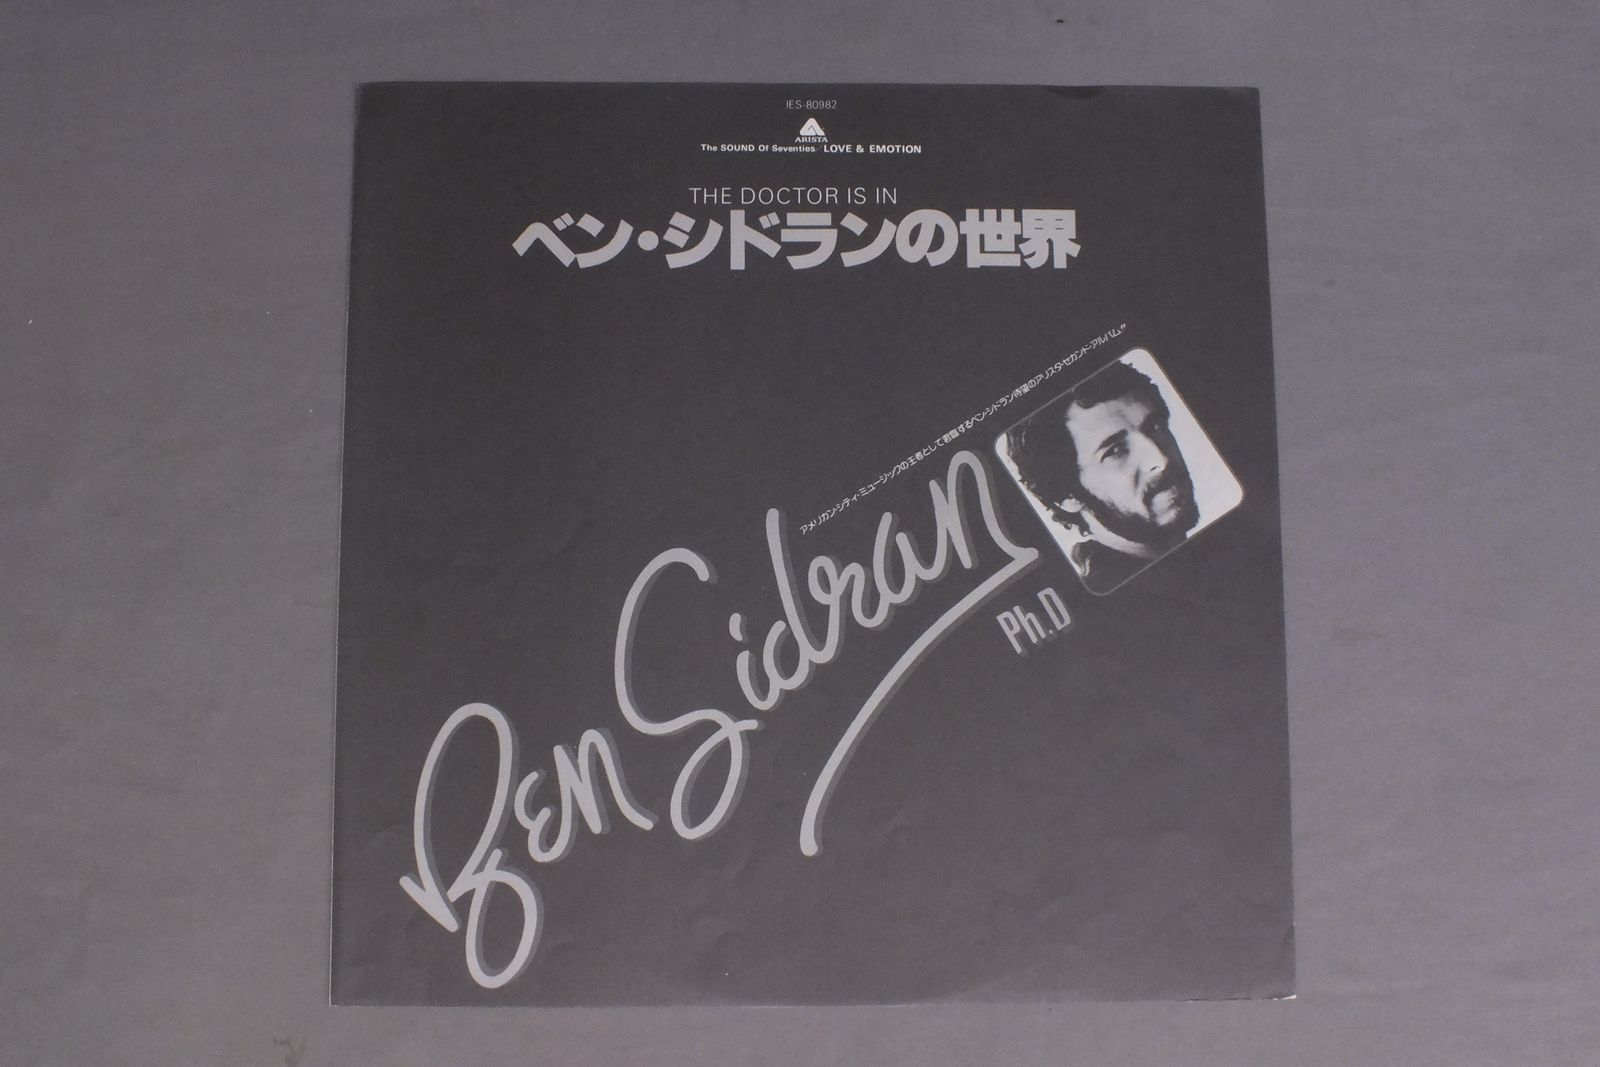 IES-80982
ARISTA
The SOUND Of Seventies/LOVE & EMOTION
THE DOCTOR IS IN
ベン・シドランの世界
アメリカン・シティ・ミュージックの王者として君臨するベン・シドラン待望のアリスタ・セカンド・アルバム!!
Ben Sidran
Ph.D